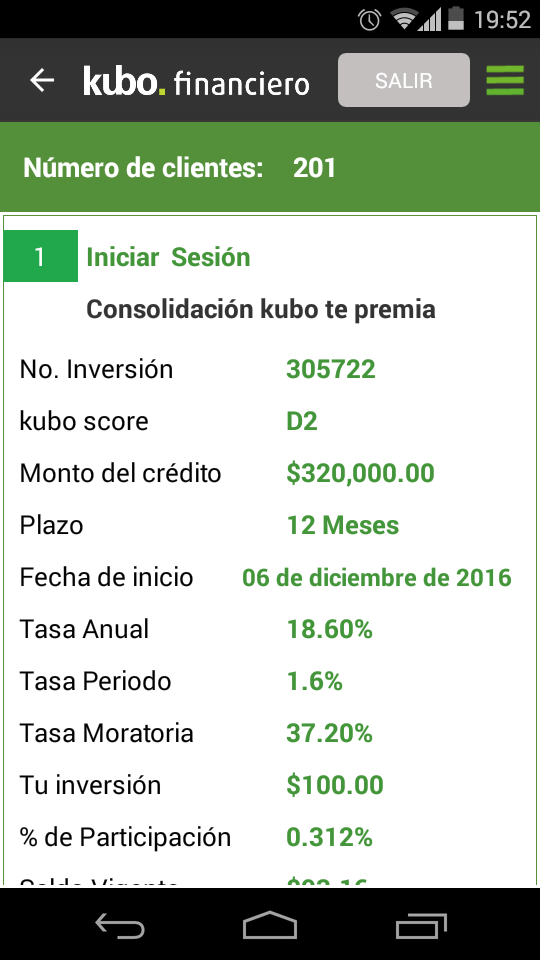 19:52
kubo. financiero
SALIR
Número de clientes: 201
1 Iniciar Sesión
Consolidación kubo te premia
No. Inversión 305722
kubo score D2
Monto del crédito $320,000.00
Plazo 12 Meses
Fecha de inicio 06 de diciembre de 2016
Tasa Anual 18.60%
Tasa Periodo 1.6%
Tasa Moratoria 37.20%
Tu inversión $100.00
% de Participación 0.312%
Saldo Vigente